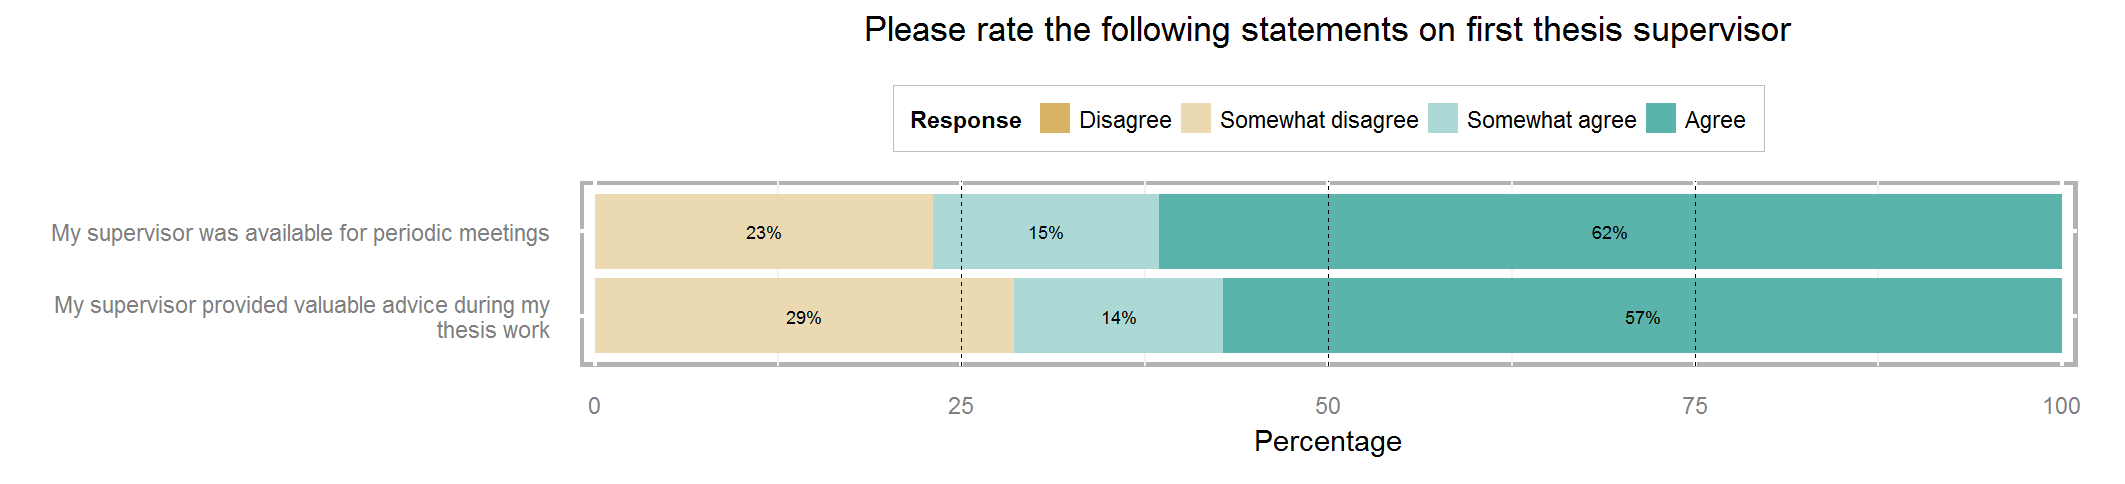 Please rate the following statements on first thesis supervisor
Response Disagree Somewhat disagree Somewhat agree Agree
My supervisor was available for periodic meetings 23% 15% 62%
My supervisor provided valuable advice during my
thesis work
29% 14% 57%
0 25 50 75 100
Percentage